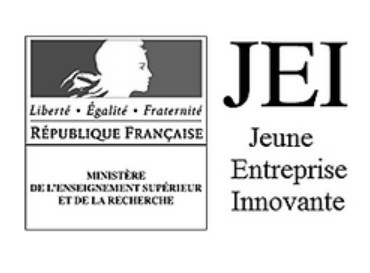 Liberté • Égalité • Fraternité
RÉPUBLIQUE FRANÇAISE
MINISTÈRE
DE L'ENSEIGNEMENT SUPÉRIEUR
ET DE LA RECHERCHE
JEI
Jeune
Entreprise
Innovante